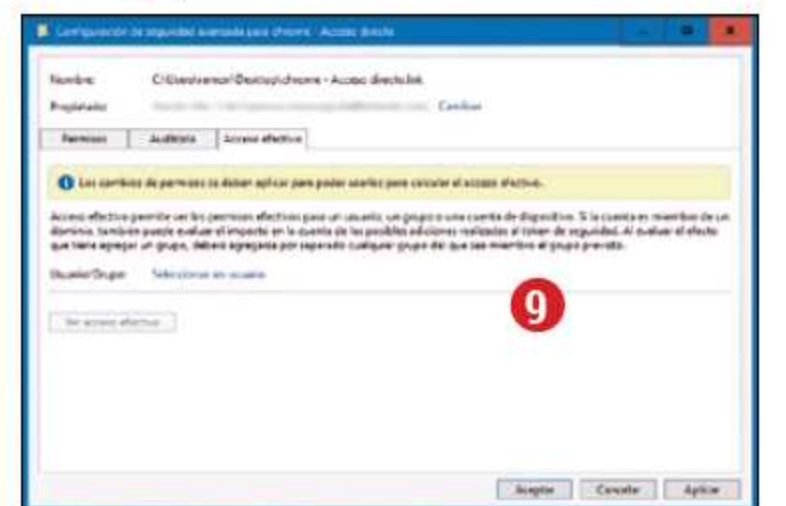 Configuración de seguridad avanzada para chrome - Acceso directo
Nombre: C:\Users\ \Desktop\chrome - Acceso directo.lnk
Propietario: Cambiar
Permisos Auditoría Acceso efectivo
Los cambios de permisos se deben aplicar para poder usarlos para calcular el acceso efectivo.
Acceso efectivo permite ver los permisos efectivos para un usuario, un grupo o una cuenta de dispositivo. Si la cuenta es miembro de un
dominio, también puede evaluar el impacto en la cuenta de las posibles adiciones realizadas al token de seguridad. Al evaluar el efecto
que tiene agregar un grupo, deberá agregarse por separado cualquier grupo del que sea miembro el grupo previsto.
Usuario/Grupo: Seleccionar un usuario
9
Ver acceso efectivo
Aceptar Cancelar Aplicar